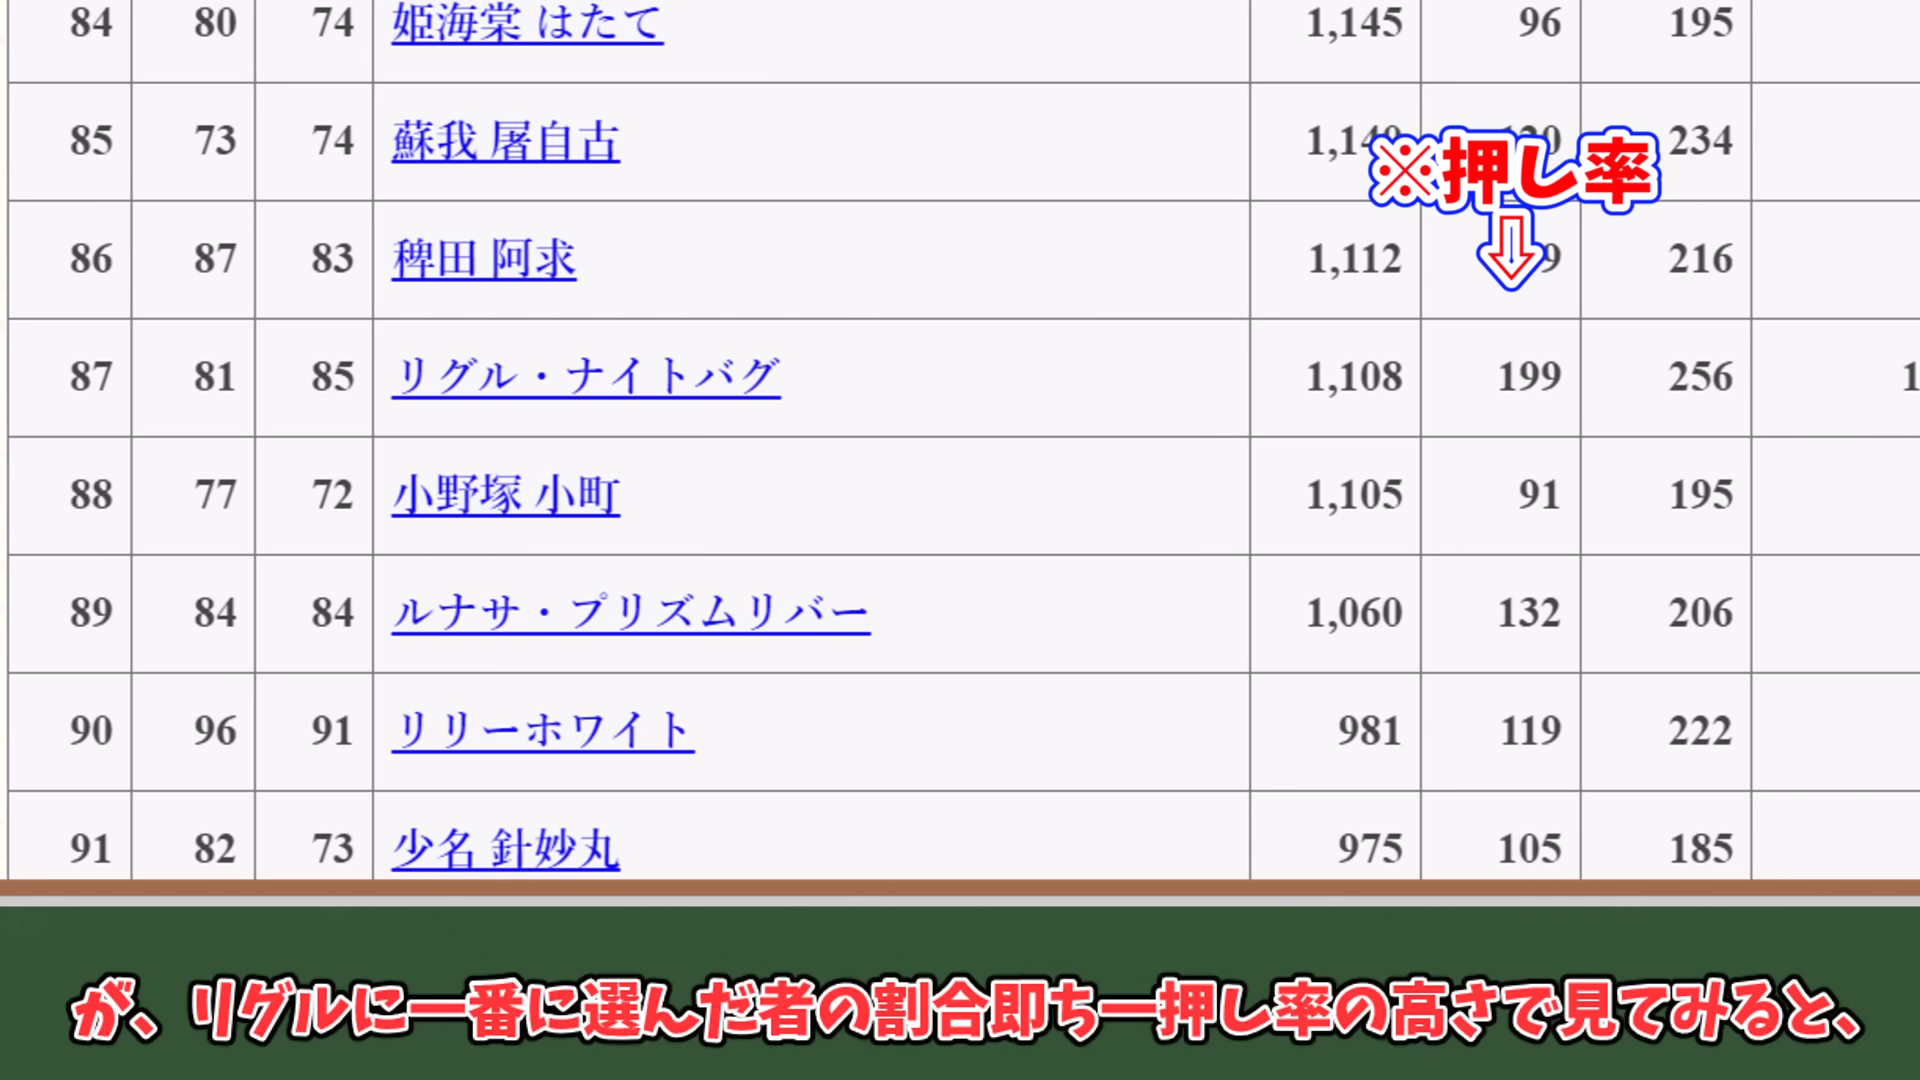 84 80 74 姫海棠 はたて 1,145 96 195
85 73 74 蘇我 屠自古 234
※押し率
86 87 83 稗田 阿求 1,112 216
87 81 85 リグル・ナイトバグ 1,108 199 256
88 77 72 小野塚 小町 1,105 91 195
89 84 84 ルナサ・プリズムリバー 1,060 132 206
90 96 91 リリーホワイト 981 119 222
91 82 73 少名 針妙丸 975 105 185
が、リグルに一番に選んだ者の割合即ち一押し率の高さで見てみると、